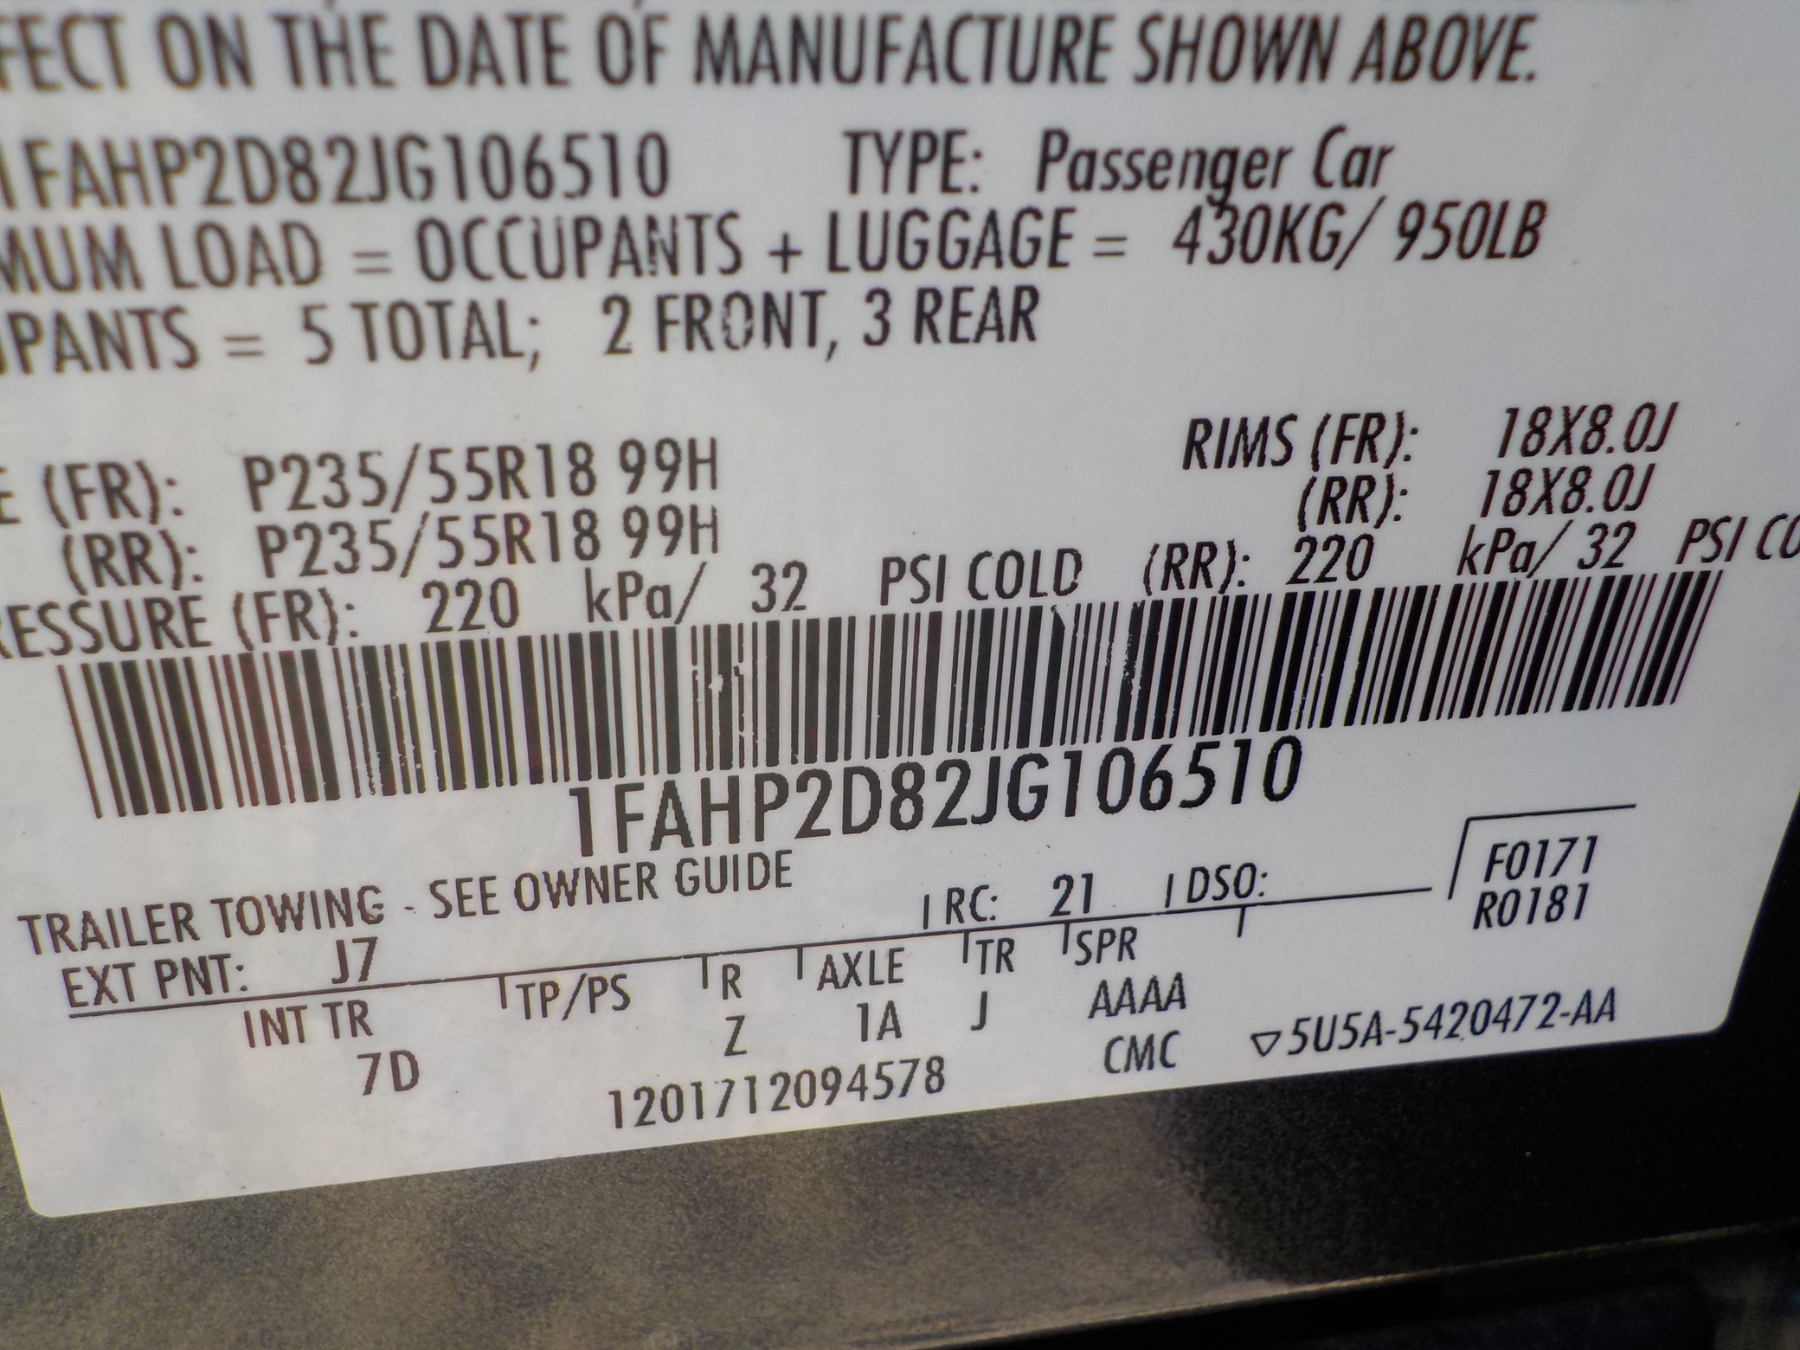 FECT ON THE DATE OF MANUFACTURE SHOWN ABOVE.
1FAHP2D82JG106510 TYPE: Passenger Car
MUM LOAD = OCCUPANTS + LUGGAGE = 430KG/ 950LB
PANTS = 5 TOTAL; 2 FRONT, 3 REAR
RIMS (FR): 18X8.0J
E (FR): P235/55R18 99H
(RR): 18X8.0J
(RR): P235/55R18 99H
RESSURE (FR): 220 kPa/ 32 PSI COLD (RR): 220 kPa/ 32 PSI CO
1FAHP2D82JG106510
TRAILER TOWING - SEE OWNER GUIDE
F0171
R0181
EXT PNT: J7 RC: 21 DSO:
INT TR TP/PS R AXLE TR SPR
7D Z 1A J AAAA
1201712094578 CMC ▽5U5A-5420472-AA